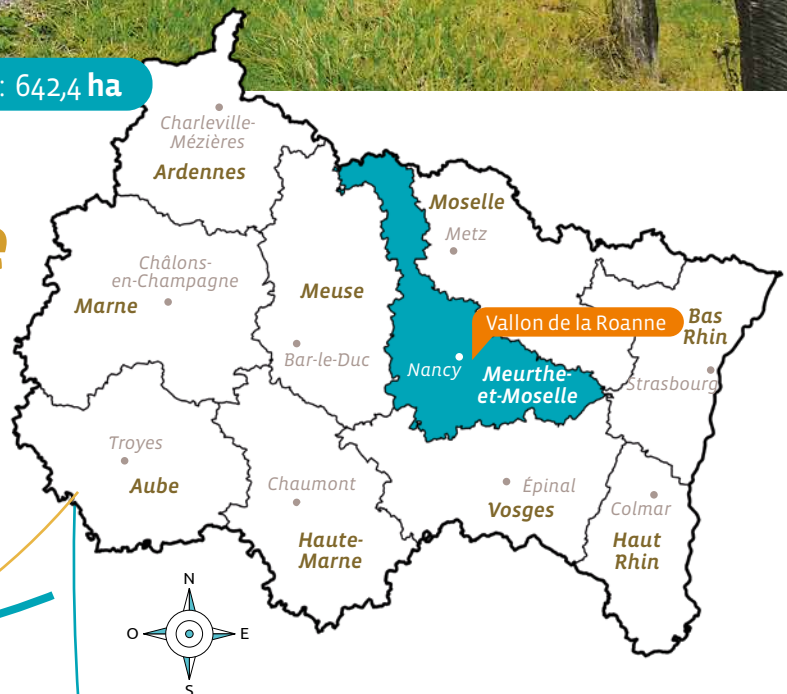 : 642,4 ha
Charleville-
Mézières
Ardennes
Moselle
Metz
Châlons-
en-Champagne
Marne
Meuse
Vallon de la Roanne
Bas
Rhin
Bar-le-Duc
Nancy
Meurthe-
et-Moselle
Strasbourg
Troyes
Aube
Chaumont
Épinal
Vosges
Colmar
Haute-
Marne
Haut
Rhin
N
O
E
S